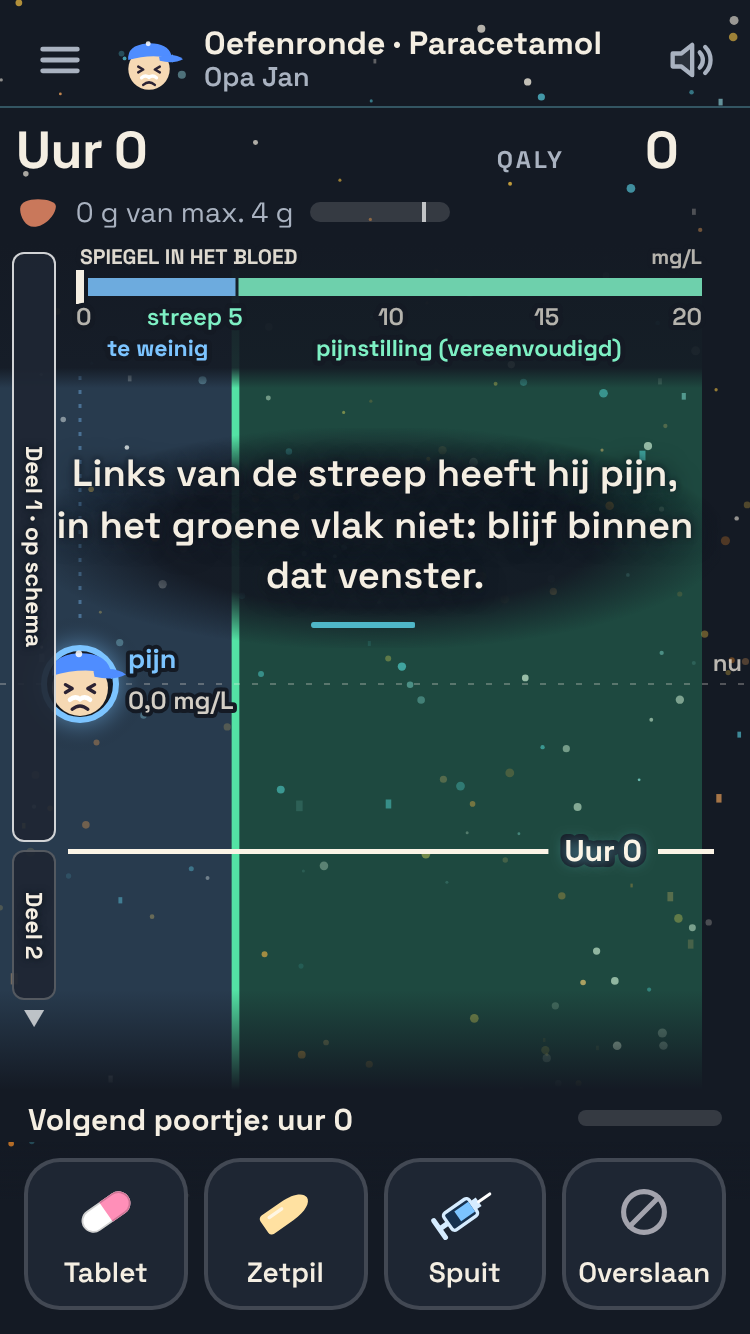 Oefenronde · Paracetamol
Opa Jan
Uur 0
QALY 0
0 g van max. 4 g
SPIEGEL IN HET BLOED mg/L
0 streep 5 10 15 20
te weinig pijnstilling (vereenvoudigd)
Deel 1 · op schema
Links van de streep heeft hij pijn,
in het groene vlak niet: blijf binnen
dat venster.
pijn
nu
0,0 mg/L
Uur 0
Deel 2
Volgend poortje: uur 0
Tablet Zetpil Spuit Overslaan